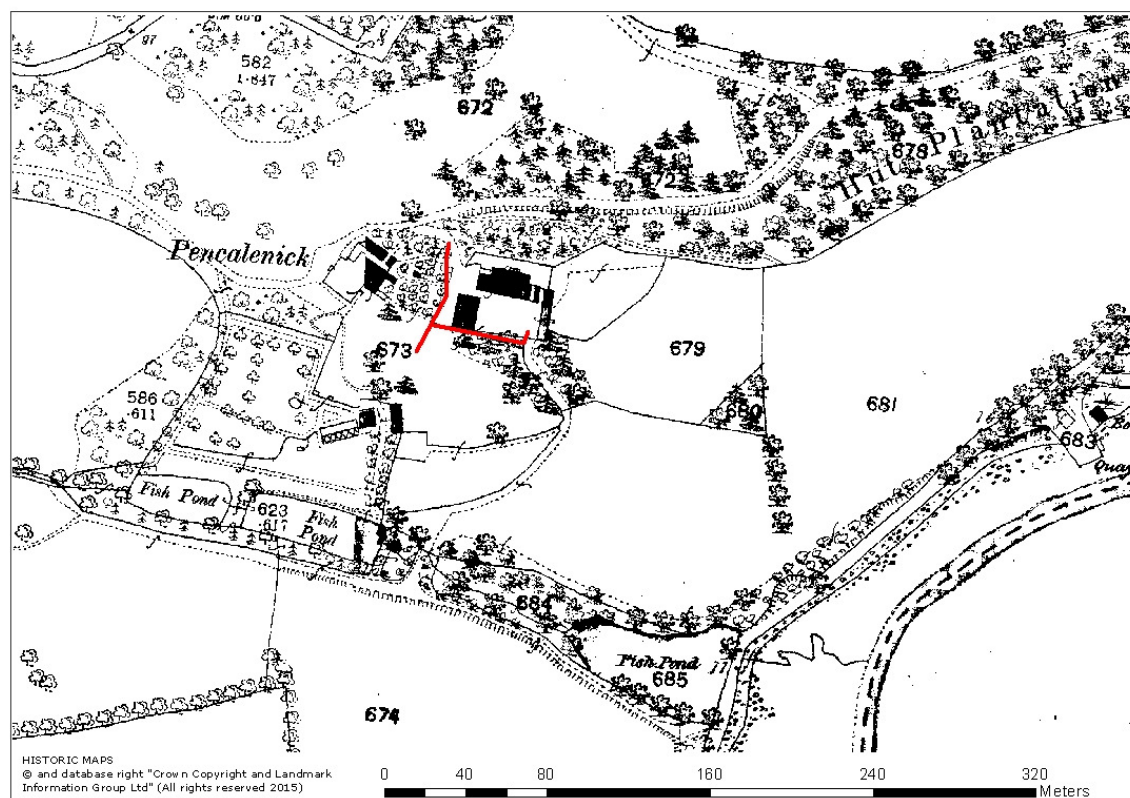 97
582
1·847
672
672
Hut Plantation
678
Pencalenick
673
679
586
·611
680
681
683
Fish Pond
623
·617
Fish
Pond
684
Fish Pond
685
674
HISTORIC MAPS
© and database right "Crown Copyright and Landmark
Information Group Ltd" (All rights reserved 2015)
0 40 80 160 240 320
Meters